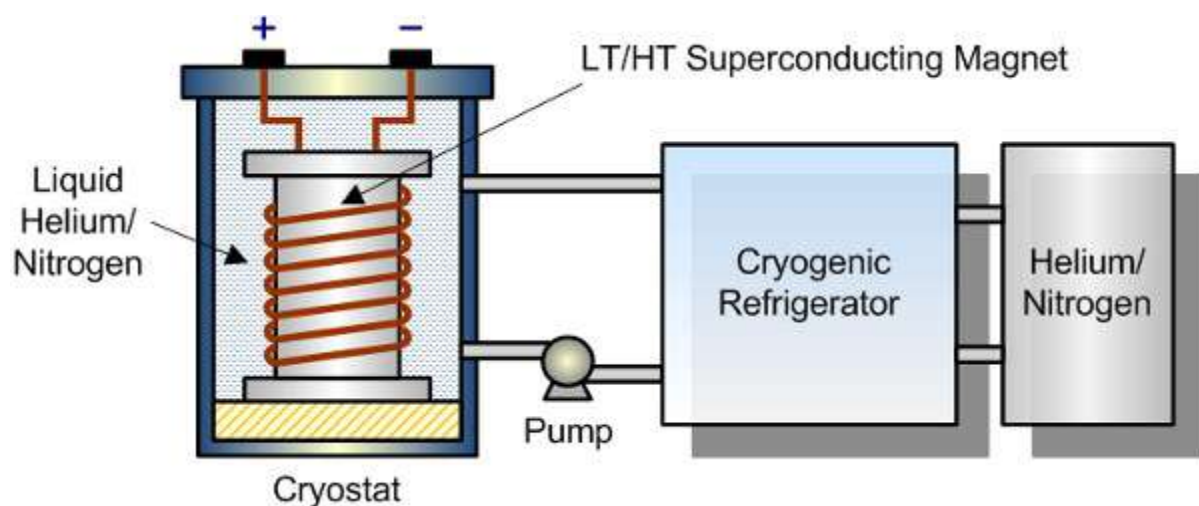 + −
LT/HT Superconducting Magnet
Liquid
Helium/
Nitrogen
Cryogenic
Refrigerator
Helium/
Nitrogen
Pump
Cryostat